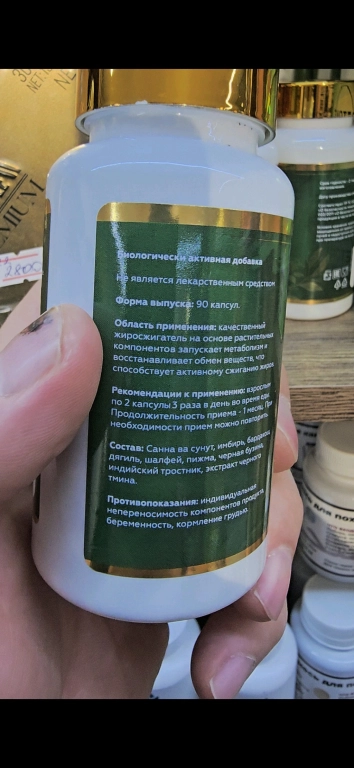 2800
Биологически активная добавка
Не является лекарственным средством
Форма выпуска: 90 капсул.
Область применения: качественный
жиросжигатель на основе растительных
компонентов запускает метаболизм и
восстанавливает обмен веществ, что
способствует активному сжиганию жиров.
Рекомендации к применению: взрослым
по 2 капсулы 3 раза в день во время еды.
Продолжительность приема - 1 месяц. При
необходимости прием можно повторить.
Состав: Санна ва сунут, имбирь, бардакош,
дягиль, шалфей, пижма, черная бузина,
индийский тростник, экстракт черного
тмина.
Противопоказания: индивидуальная
непереносимость компонентов продукта,
беременность, кормление грудью.